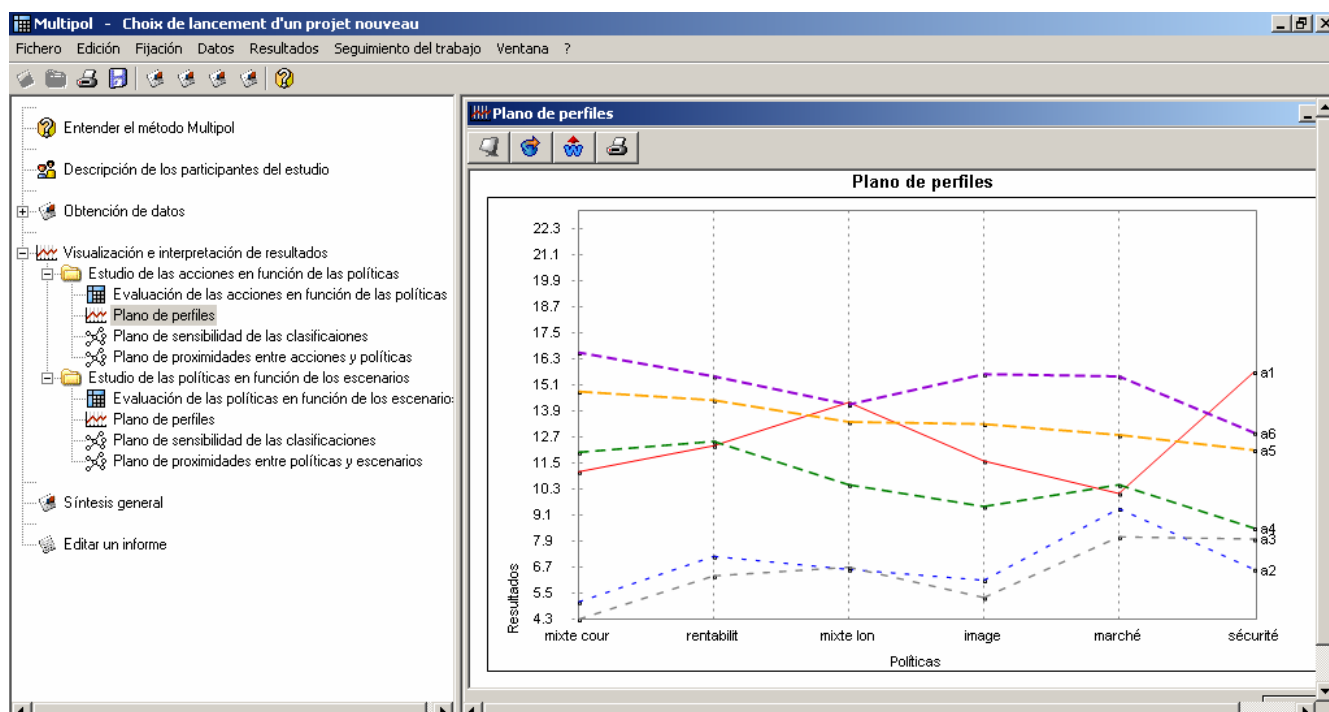 Multipol - Choix de lancement d'un projet nouveau
Fichero Edición Fijación Datos Resultados Seguimiento del trabajo Ventana ?
Entender el método Multipol
Descripción de los participantes del estudio
Obtención de datos
Visualización e interpretación de resultados
Estudio de las acciones en función de las políticas
Evaluación de las acciones en función de las políticas
Plano de perfiles
Plano de sensibilidad de las clasificaiones
Plano de proximidades entre acciones y políticas
Estudio de las políticas en función de los escenarios
Evaluación de las políticas en función de los escenario
Plano de perfiles
Plano de sensibilidad de las clasificaciones
Plano de proximidades entre políticas y escenarios
Síntesis general
Editar un informe
Plano de perfiles
Plano de perfiles
22.3
21.1
19.9
18.7
17.5
16.3
15.1
13.9
12.7
11.5
10.3
9.1
7.9
6.7
5.5
4.3
Resultados
a1
a6
a5
a4
a3
a2
mixte cour rentabilit mixte lon image marché sécurité
Políticas